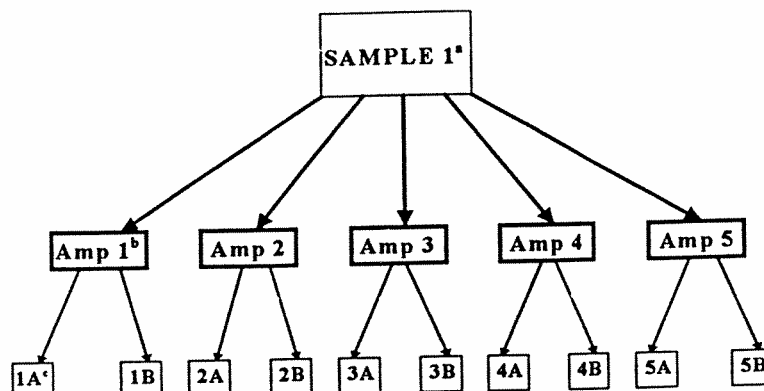 SAMPLE 1ᵃ
Amp 1ᵇ Amp 2 Amp 3 Amp 4 Amp 5
1Aᶜ 1B 2A 2B 3A 3B 4A 4B 5A 5B